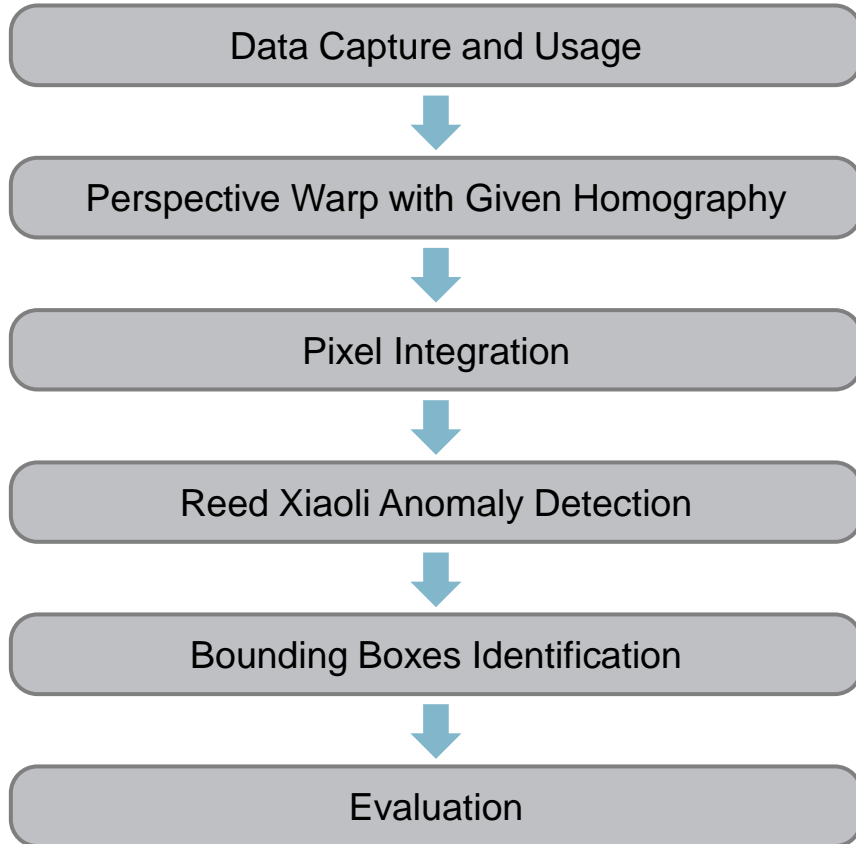 Data Capture and Usage
Perspective Warp with Given Homography
Pixel Integration
Reed Xiaoli Anomaly Detection
Bounding Boxes Identification
Evaluation